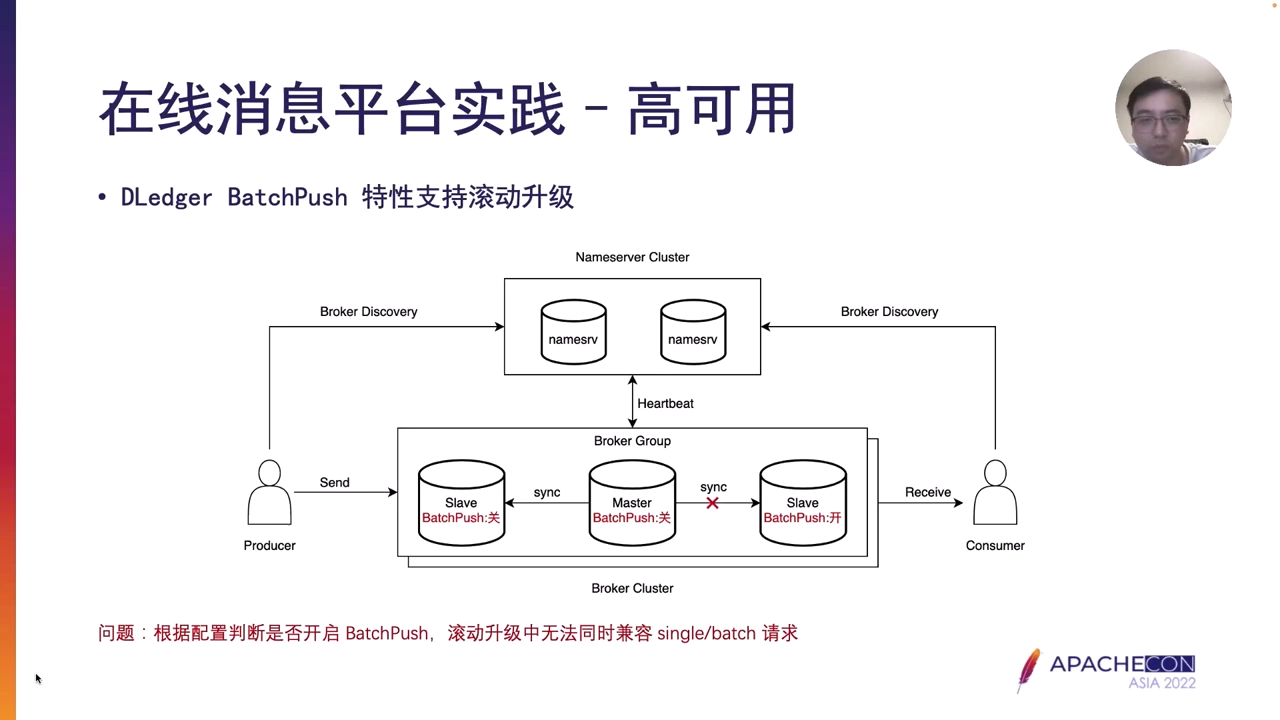 在线消息平台实践 - 高可用
• DLedger BatchPush 特性支持滚动升级
Nameserver Cluster
Broker Discovery
Broker Discovery
namesrv
namesrv
Heartbeat
Broker Group
Send
Slave
BatchPush:关
sync
Master
BatchPush:关
sync
Slave
BatchPush:开
Receive
Producer
Consumer
Broker Cluster
问题：根据配置判断是否开启 BatchPush，滚动升级中无法同时兼容 single/batch 请求
APACHECON
ASIA 2022